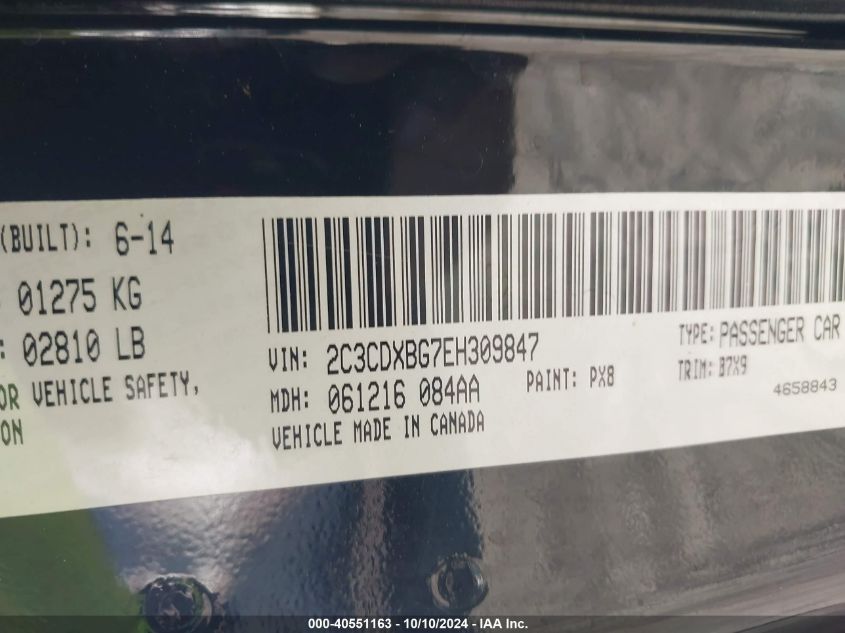 (BUILT): 6-14
01275 KG
: 02810 LB
OR VEHICLE SAFETY,
ON
VIN: 2C3CDXBG7EH309847
MDH: 061216 084AA
PAINT: PX8
VEHICLE MADE IN CANADA
TYPE: PASSENGER CAR
TRIM: B7X9
4658843
000-40551163 - 10/10/2024 - IAA Inc.